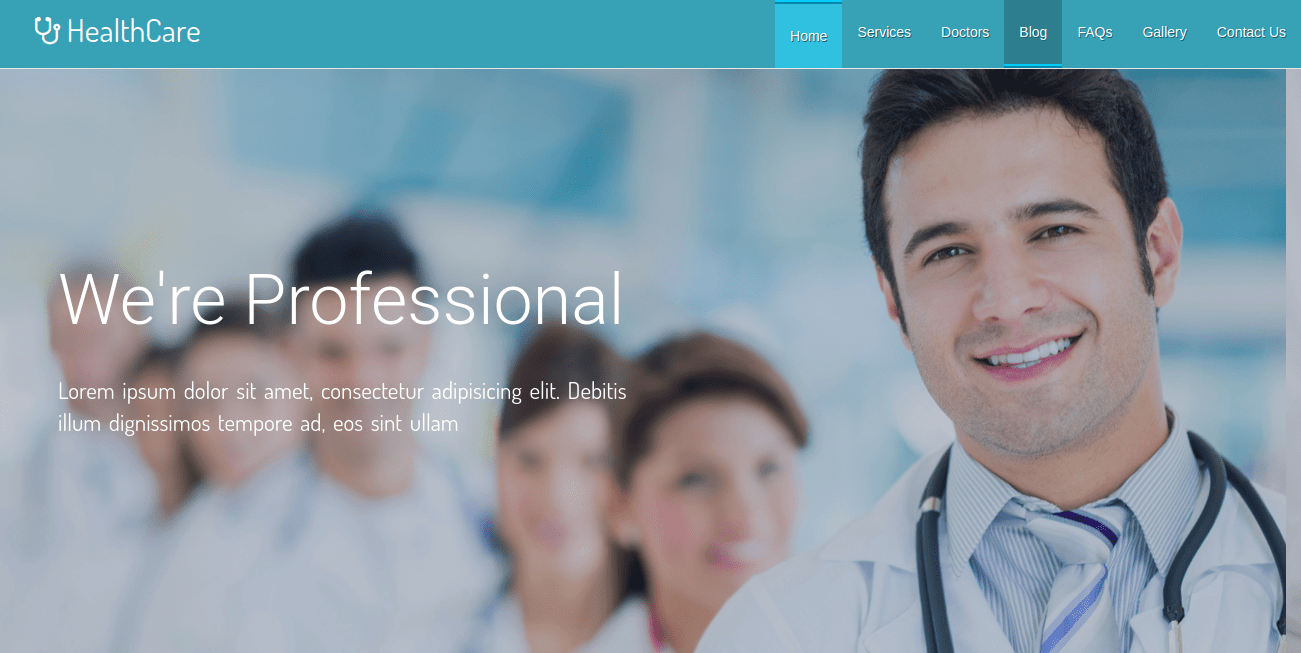 HealthCare
Home Services Doctors Blog FAQs Gallery Contact Us
We're Professional
Lorem ipsum dolor sit amet, consectetur adipisicing elit. Debitis
illum dignissimos tempore ad, eos sint ullam